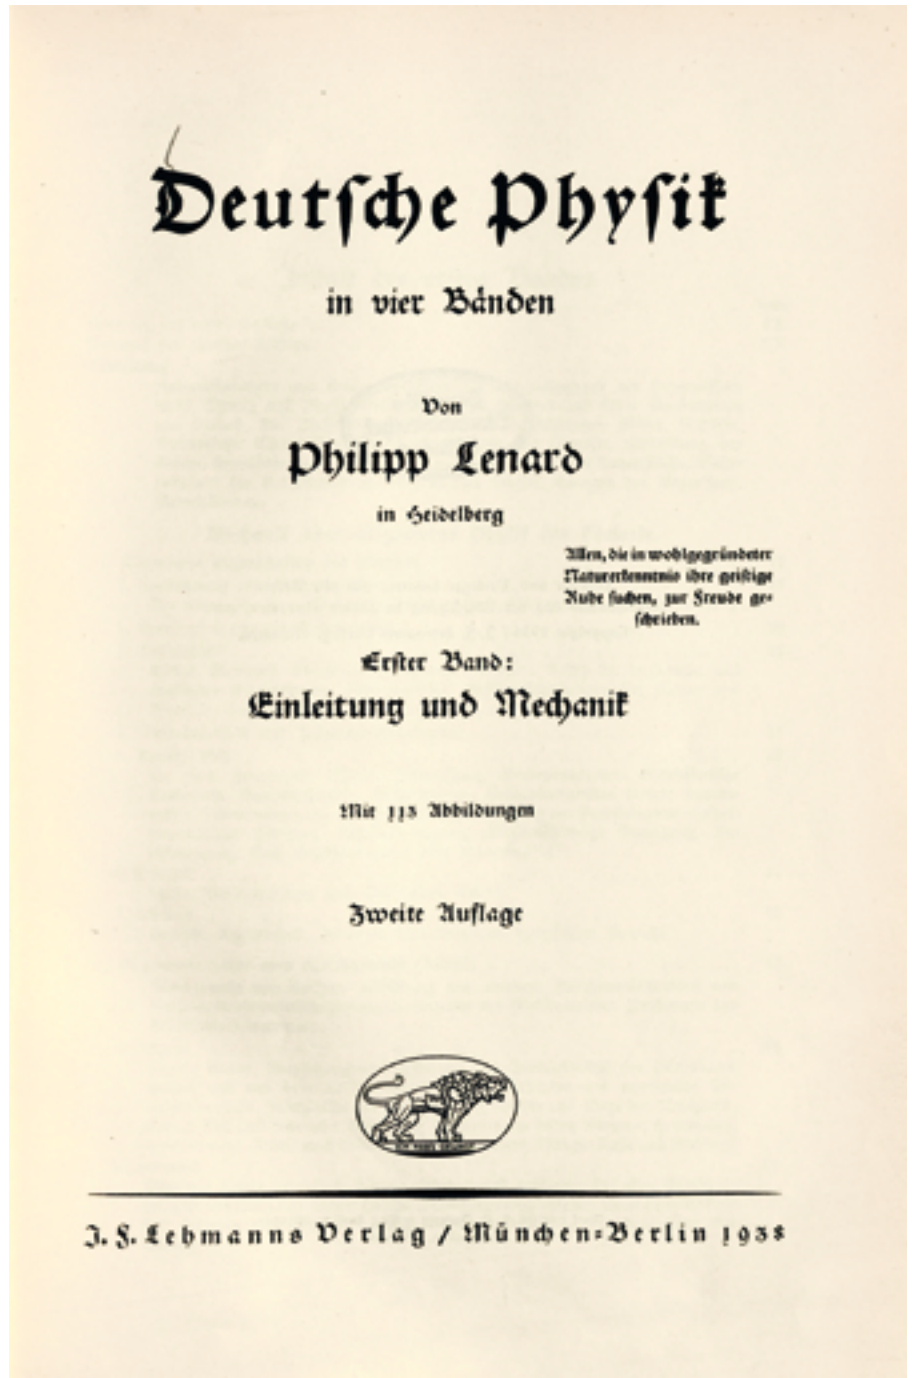 Deutſche Phyſik
in vier Bänden
Von
Philipp Lenard
in Heidelberg
Allen, die in wohlgegründeter
Naturerkenntnis ihre geiſtige
Ruhe ſuchen, zur Freude ge=
ſchrieben.
Erſter Band:
Einleitung und Mechanik
Mit 113 Abbildungen
Zweite Auflage
J. F. Lehmanns Verlag / München=Berlin 1938